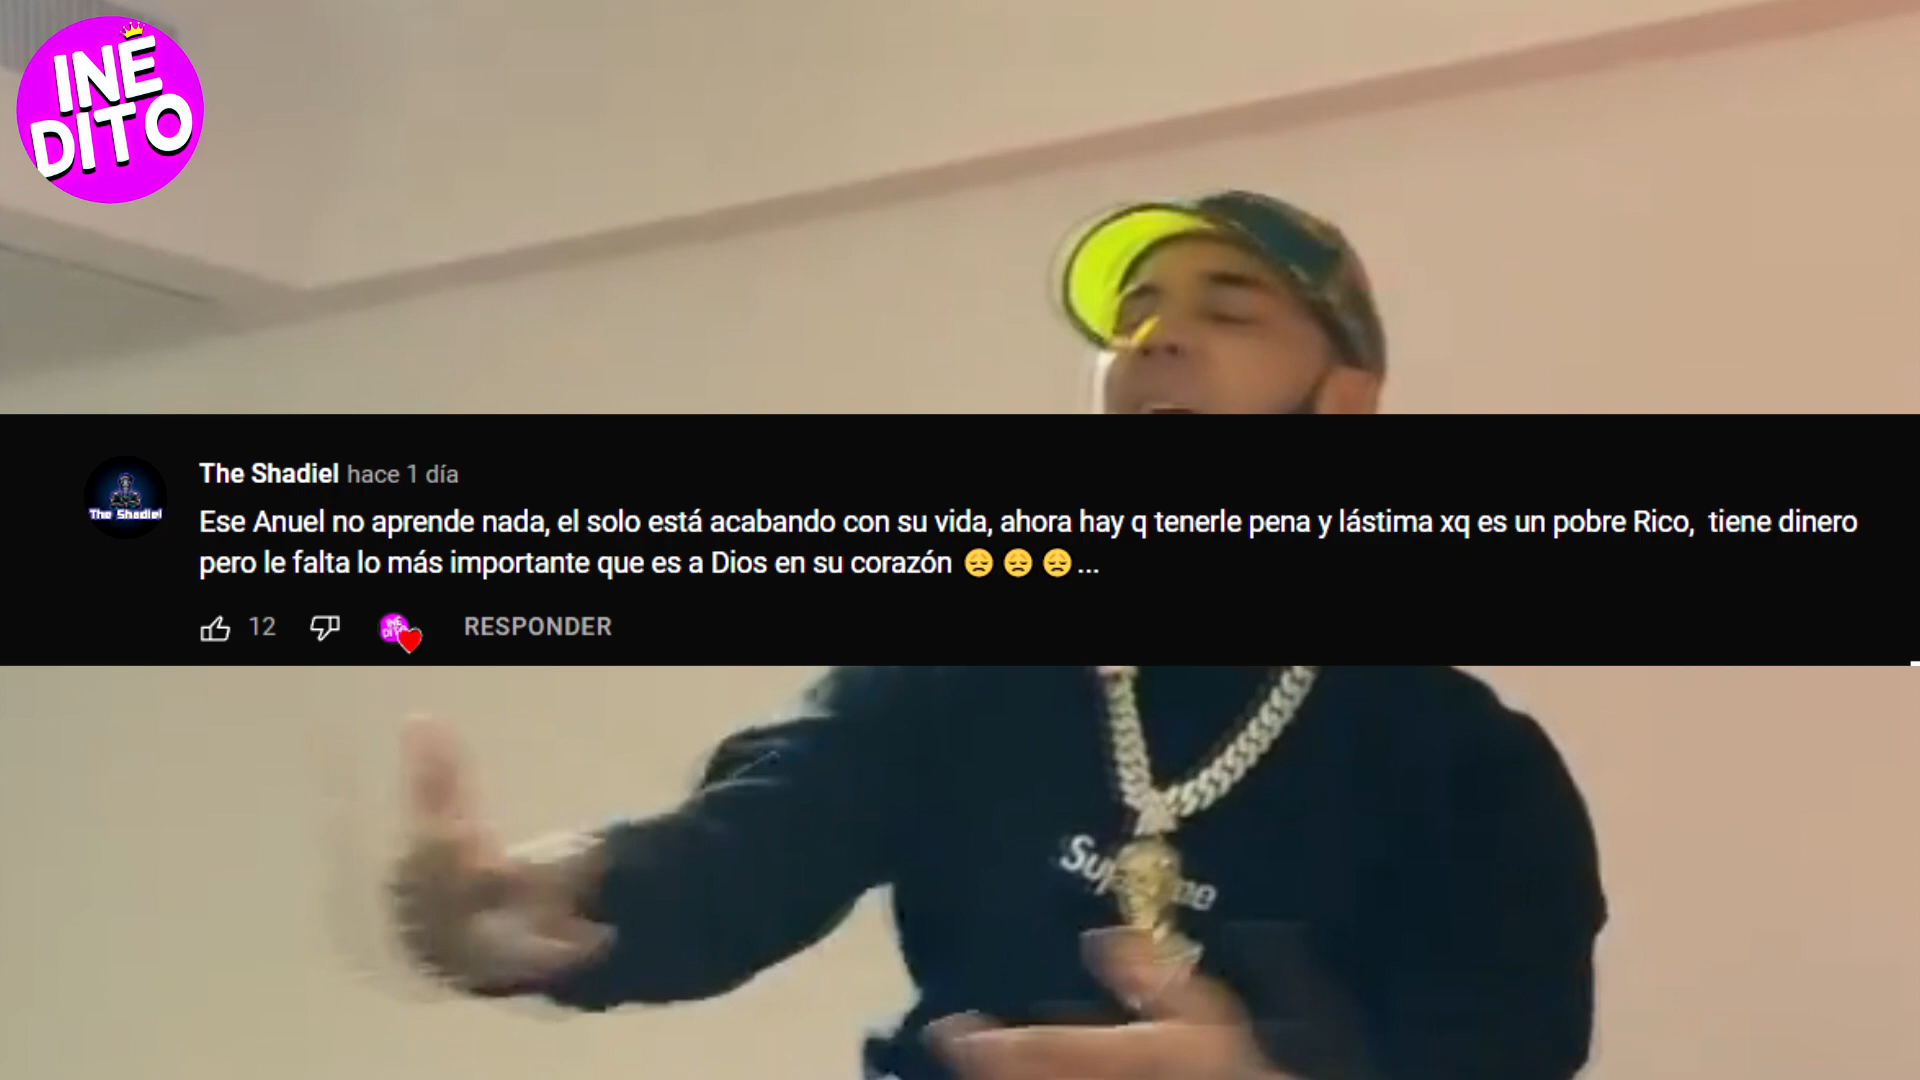 INE
DITO
The Shadiel hace 1 día
The Shadiel
Ese Anuel no aprende nada, el solo está acabando con su vida, ahora hay q tenerle pena y lástima xq es un pobre Rico, tiene dinero
pero le falta lo más importante que es a Dios en su corazón 😞 😞 😞 ...
12
INE
DITO
RESPONDER